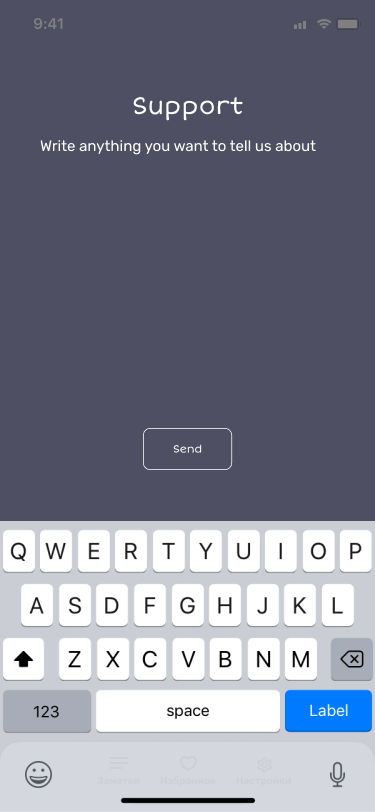 9:41
Support
Write anything you want to tell us about
Send
Q W E R T Y U I O P
A S D F G H J K L
Z X C V B N M
123 space Label
Заметки Избранное Настройки